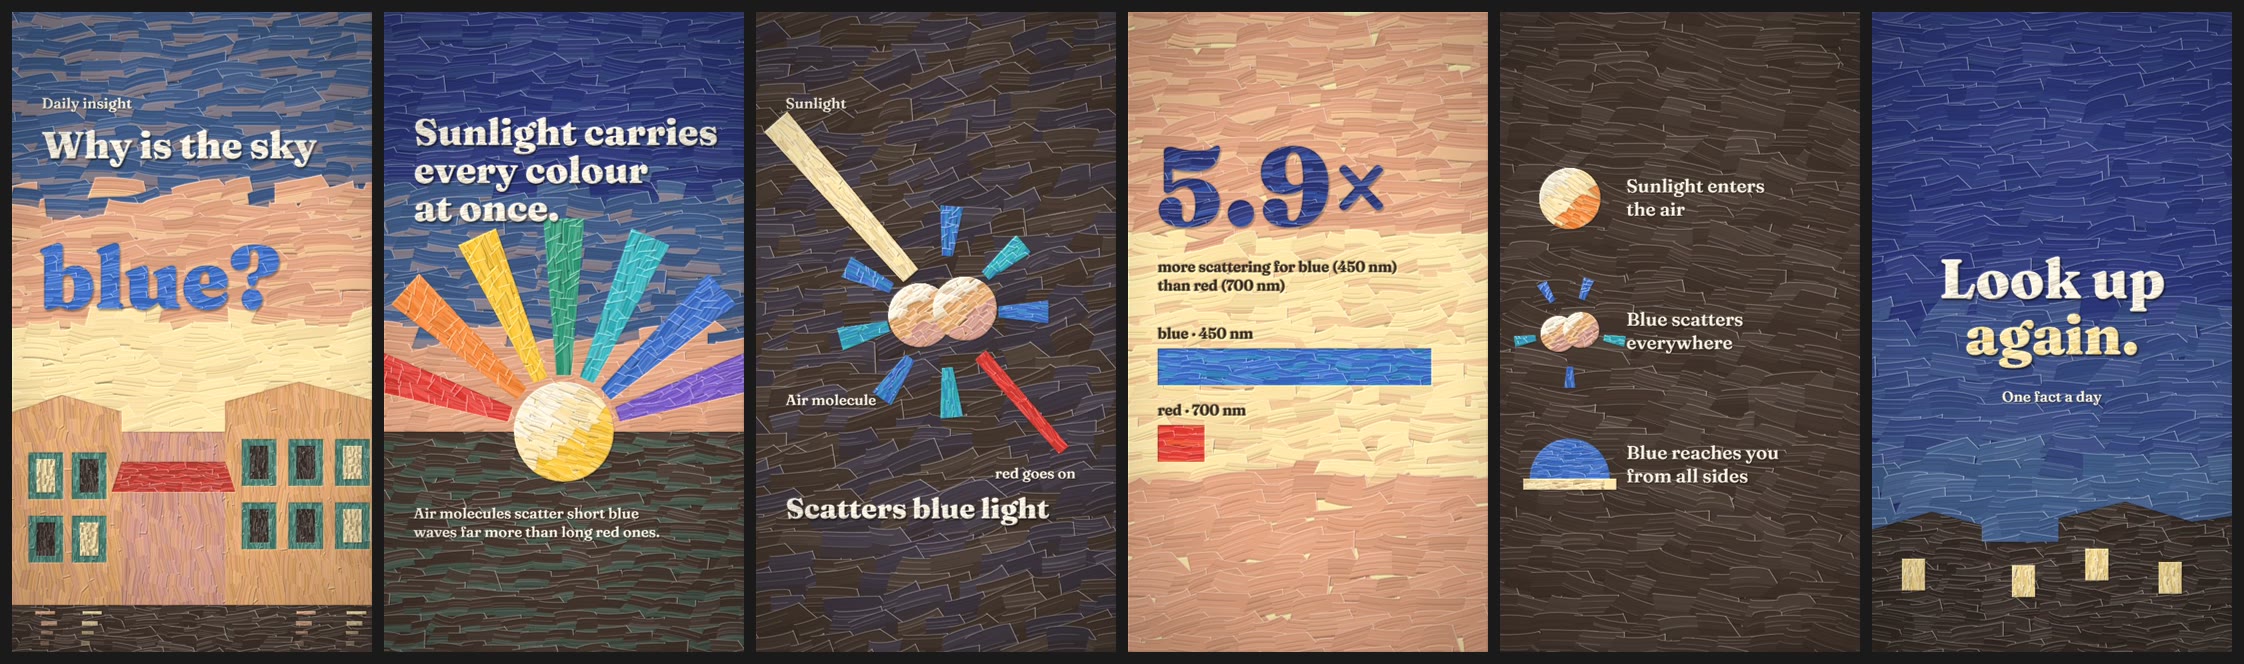 Daily insight
Why is the sky
blue?
Sunlight carries
every colour
at once.
Air molecules scatter short blue
waves far more than long red ones.
Sunlight
Air molecule
red goes on
Scatters blue light
5.9×
more scattering for blue (450 nm)
than red (700 nm)
blue · 450 nm
red · 700 nm
Sunlight enters
the air
Blue scatters
everywhere
Blue reaches you
from all sides
Look up
again.
One fact a day